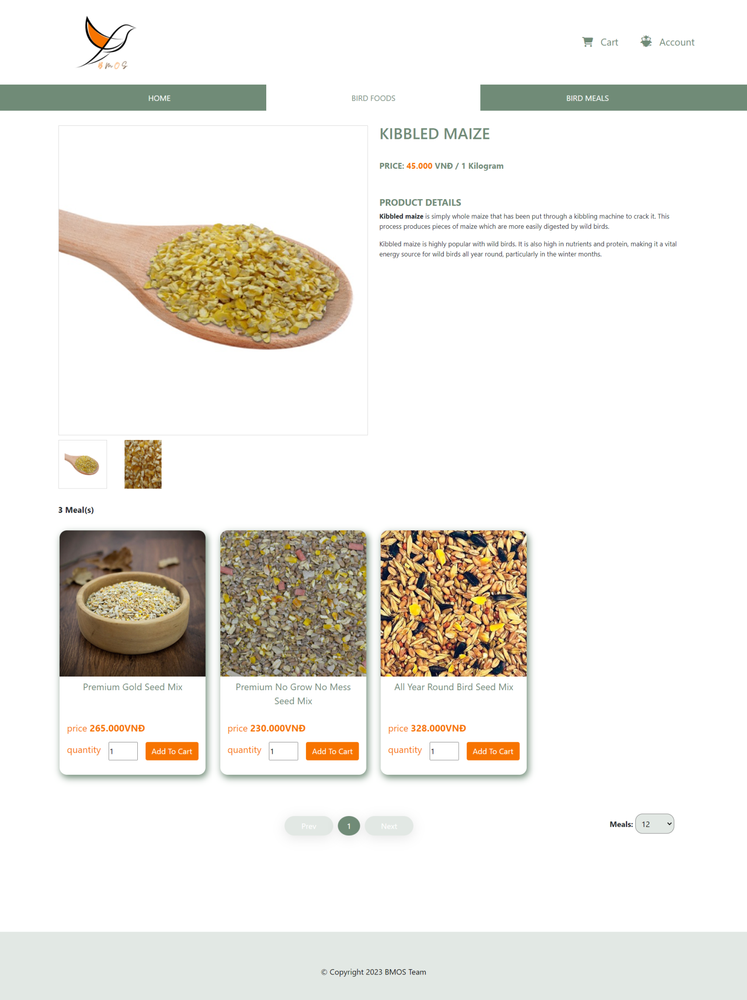 BMOS
Cart
Account
HOME
BIRD FOODS
BIRD MEALS
KIBBLED MAIZE
PRICE: 45.000 VNĐ / 1 Kilogram
PRODUCT DETAILS
Kibbled maize is simply whole maize that has been put through a kibbling machine to crack it. This
process produces pieces of maize which are more easily digested by wild birds.
Kibbled maize is highly popular with wild birds. It is also high in nutrients and protein, making it a vital
energy source for wild birds all year round, particularly in the winter months.
3 Meal(s)
Premium Gold Seed Mix
price 265.000VNĐ
quantity 1 Add To Cart
Premium No Grow No Mess
Seed Mix
price 230.000VNĐ
quantity 1 Add To Cart
All Year Round Bird Seed Mix
price 328.000VNĐ
quantity 1 Add To Cart
Prev 1 Next
Meals: 12
© Copyright 2023 BMOS Team